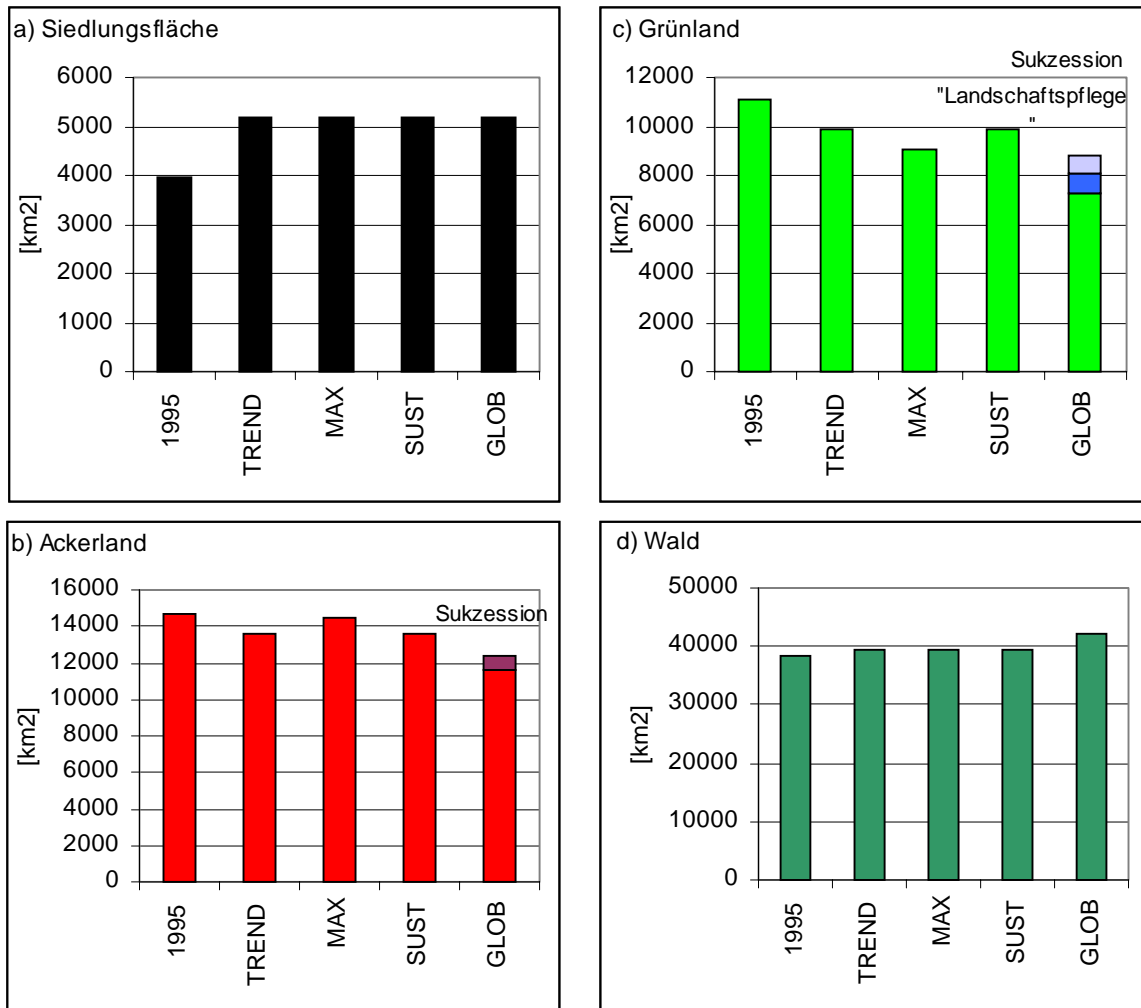 a) Siedlungsfläche
[km2]
6000
5000
4000
3000
2000
1000
0
1995
TREND
MAX
SUST
GLOB
c) Grünland
Sukzession
"Landschaftspflege
"
[km2]
12000
10000
8000
6000
4000
2000
0
1995
TREND
MAX
SUST
GLOB
b) Ackerland
Sukzession
[km2]
16000
14000
12000
10000
8000
6000
4000
2000
0
1995
TREND
MAX
SUST
GLOB
d) Wald
[km2]
50000
40000
30000
20000
10000
0
1995
TREND
MAX
SUST
GLOB